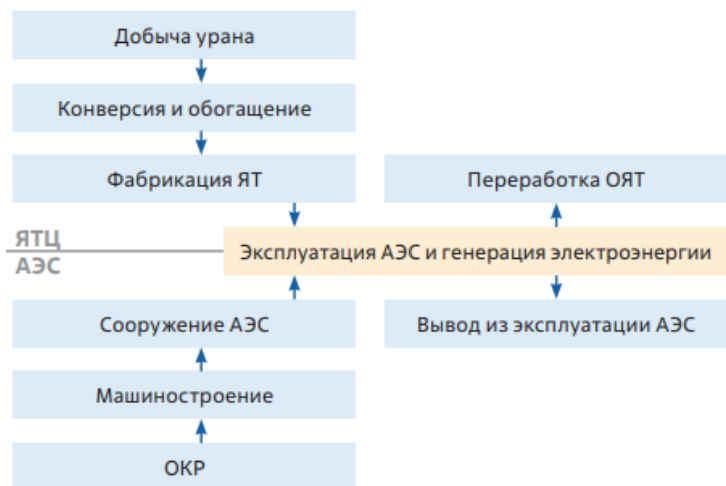 Добыча урана
Конверсия и обогащение
Фабрикация ЯТ
Переработка ОЯТ
ЯТЦ
АЭС
Эксплуатация АЭС и генерация электроэнергии
Сооружение АЭС
Вывод из эксплуатации АЭС
Машиностроение
ОКР